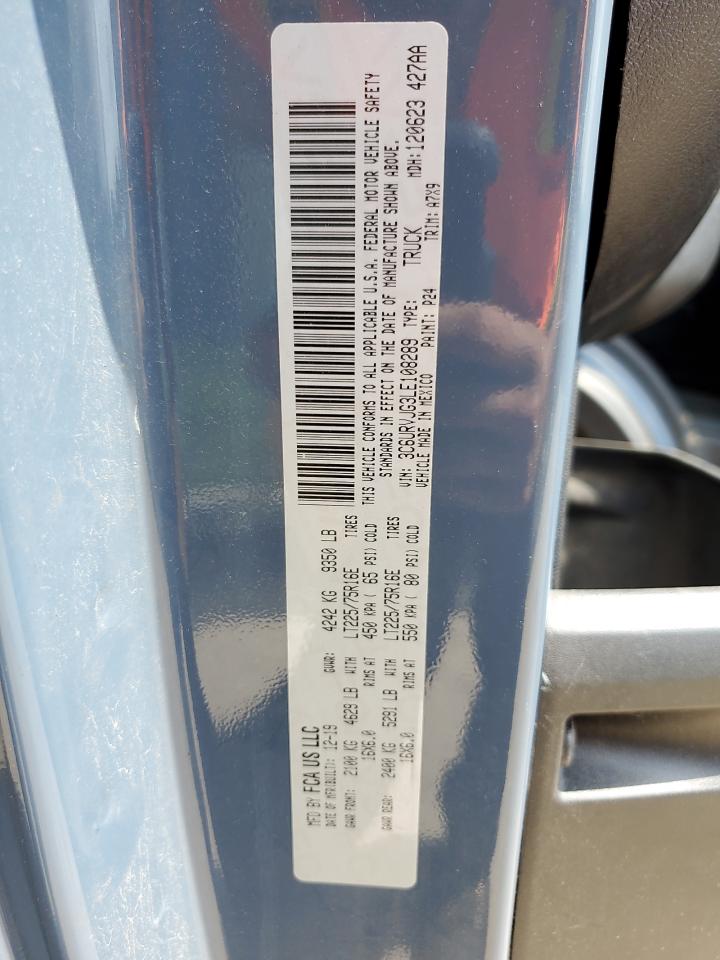 MFD BY FCA US LLC
DATE OF MFR(BUILT): 12-19 GVWR: 4242 KG 9350 LB
GAWR FRONT: 2100 KG 4629 LB WITH LT225/75R16E TIRES
16X6.0 RIMS AT 450 KPA ( 65 PSI) COLD
GAWR REAR: 2400 KG 5291 LB WITH LT225/75R16E TIRES
16X6.0 RIMS AT 550 KPA ( 80 PSI) COLD
THIS VEHICLE CONFORMS TO ALL APPLICABLE U.S.A. FEDERAL MOTOR VEHICLE SAFETY
STANDARDS IN EFFECT ON THE DATE OF MANUFACTURE SHOWN ABOVE.
VIN: 3C6URVJG3LE108289 TYPE: TRUCK MDH:120623 427AA
VEHICLE MADE IN MEXICO PAINT: P24 TRIM: A7X9